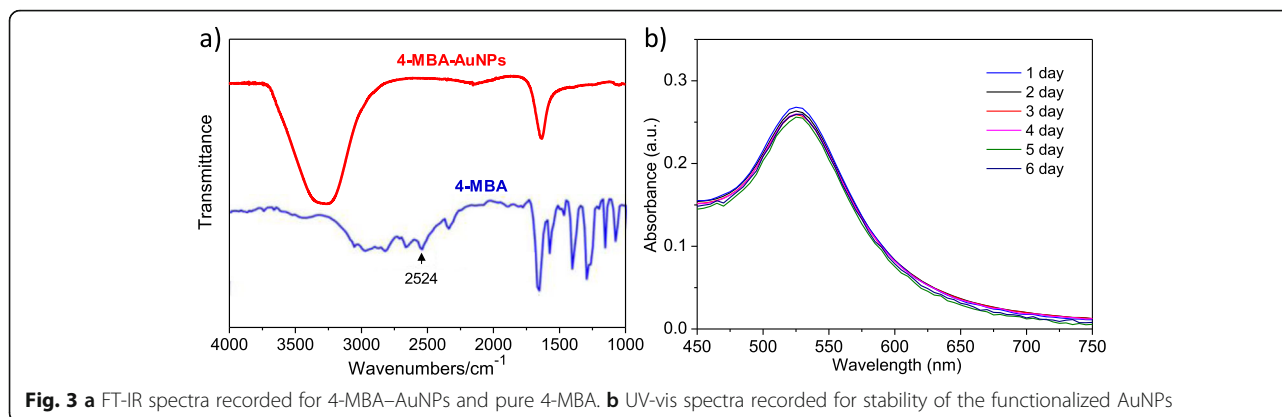 a)
4-MBA-AuNPs
4-MBA
2524
Transmittance
4000 3500 3000 2500 2000 1500 1000
Wavenumbers/cm⁻¹
b)
0.3
0.2
0.1
0.0
Absorbance (a.u.)
1 day
2 day
3 day
4 day
5 day
6 day
450 500 550 600 650 700 750
Wavelength (nm)
Fig. 3 a FT-IR spectra recorded for 4-MBA–AuNPs and pure 4-MBA. b UV-vis spectra recorded for stability of the functionalized AuNPs